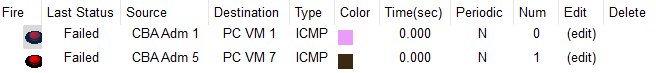 Fire Last Status Source Destination Type Color Time(sec) Periodic Num Edit Delete
Failed CBA Adm 1 PC VM 1 ICMP 0.000 N 0 (edit)
Failed CBA Adm 5 PC VM 7 ICMP 0.000 N 1 (edit)